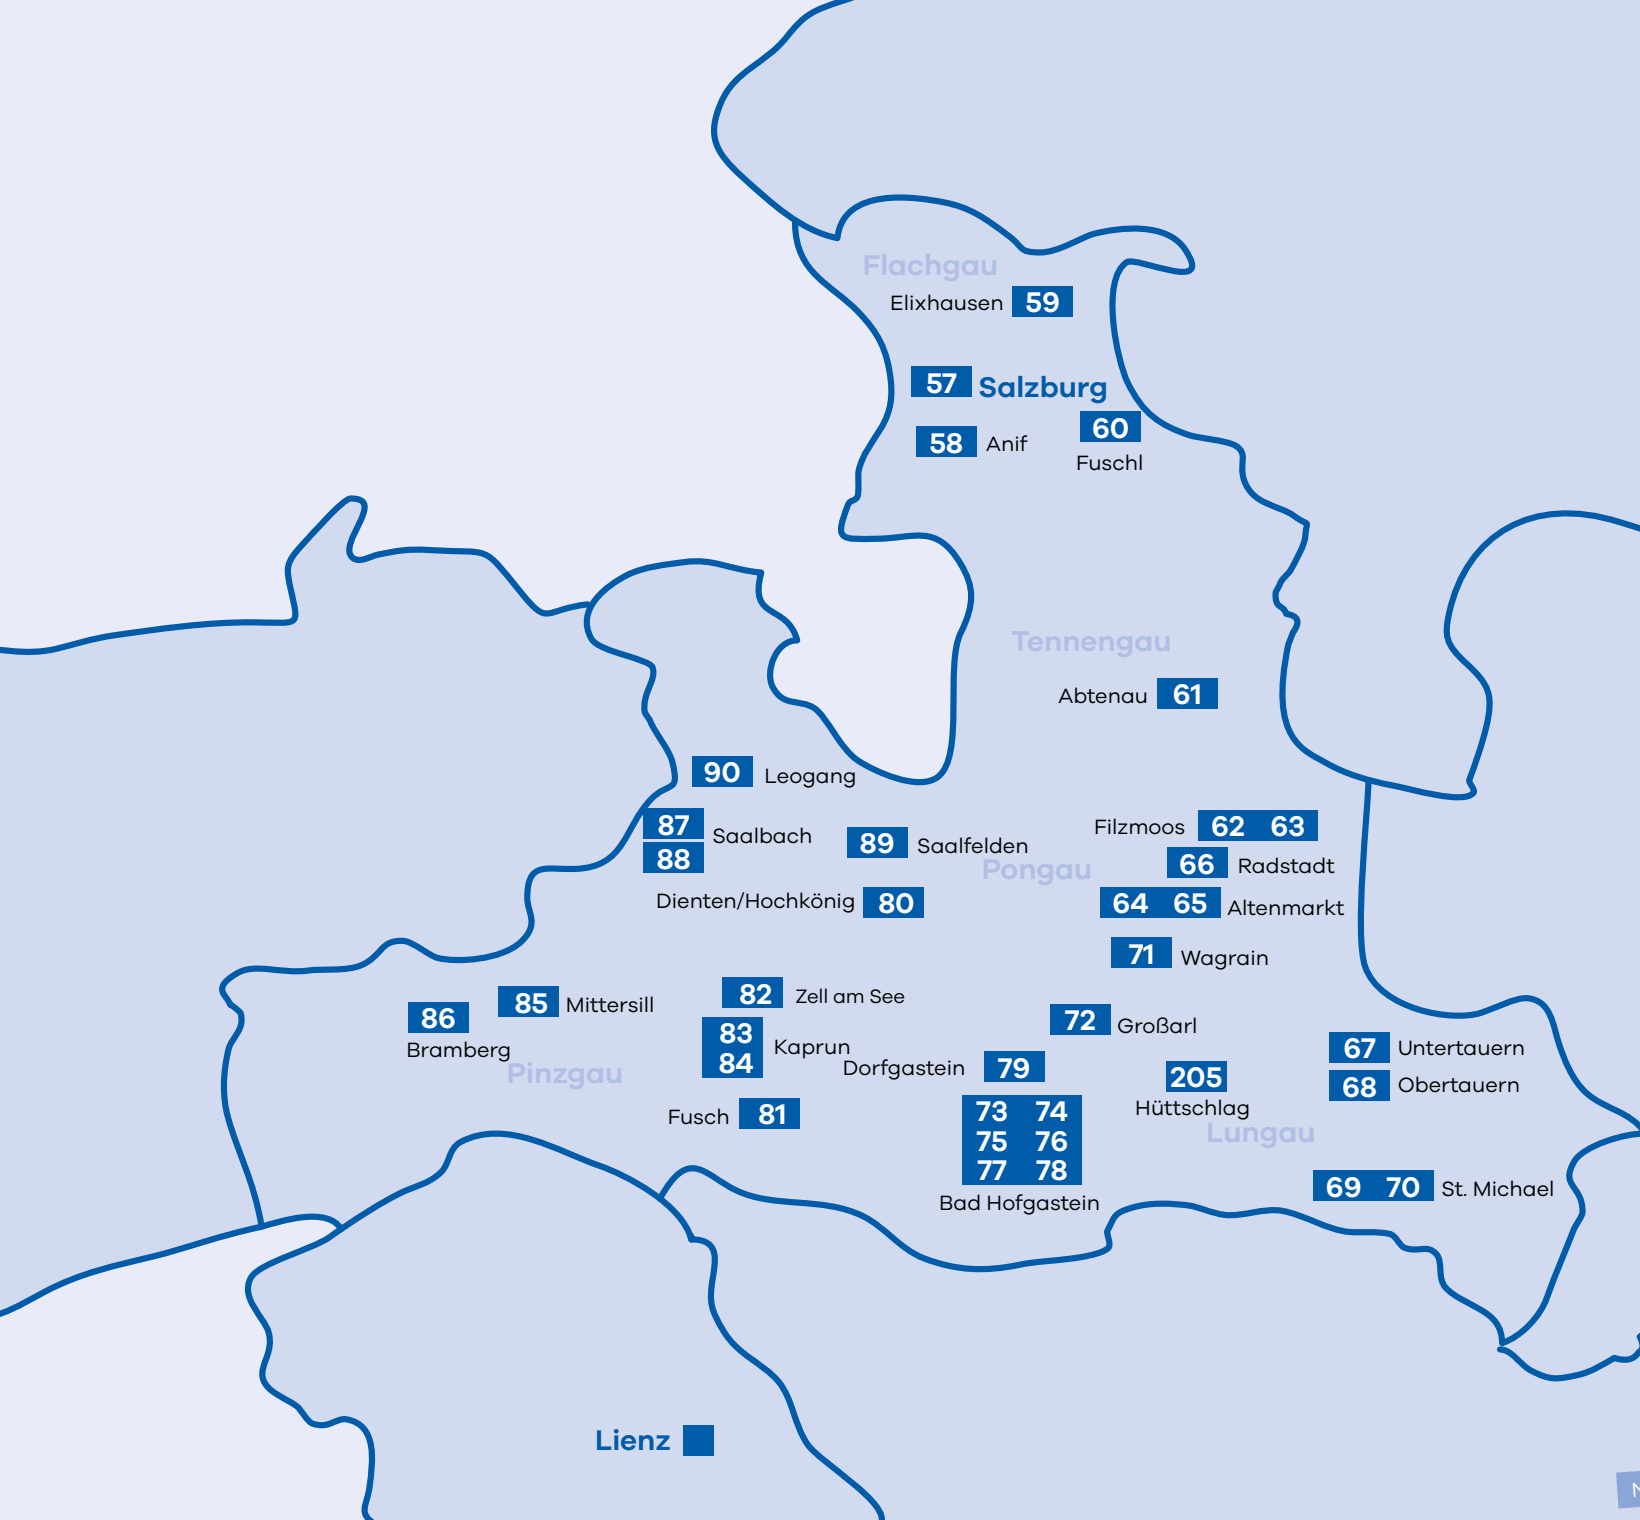 Flachgau
Elixhausen 59
57 Salzburg
60
58 Anif
Fuschl
Tennengau
Abtenau 61
90 Leogang
87
Saalbach
88
89 Saalfelden
Filzmoos 62 63
Pongau
66 Radstadt
Dienten/Hochkönig 80
64 65 Altenmarkt
71 Wagrain
82 Zell am See
85 Mittersill
86
Bramberg
83
Kaprun
84
72 Großarl
67 Untertauern
Pinzgau
Dorfgastein 79
205
Hüttschlag
68 Obertauern
Fusch 81
73 74
75 76
77 78
Bad Hofgastein
Lungau
69 70 St. Michael
Lienz